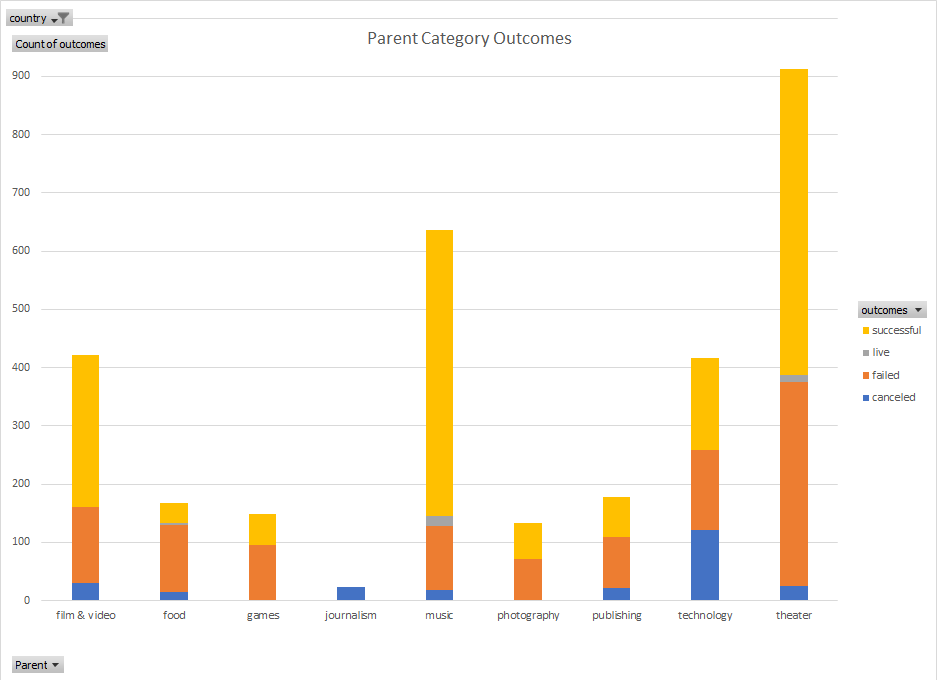 country
Count of outcomes
Parent Category Outcomes
900
800
700
600
500
400
300
200
100
0
film & video food games journalism music photography publishing technology theater
outcomes
successful
live
failed
canceled
Parent